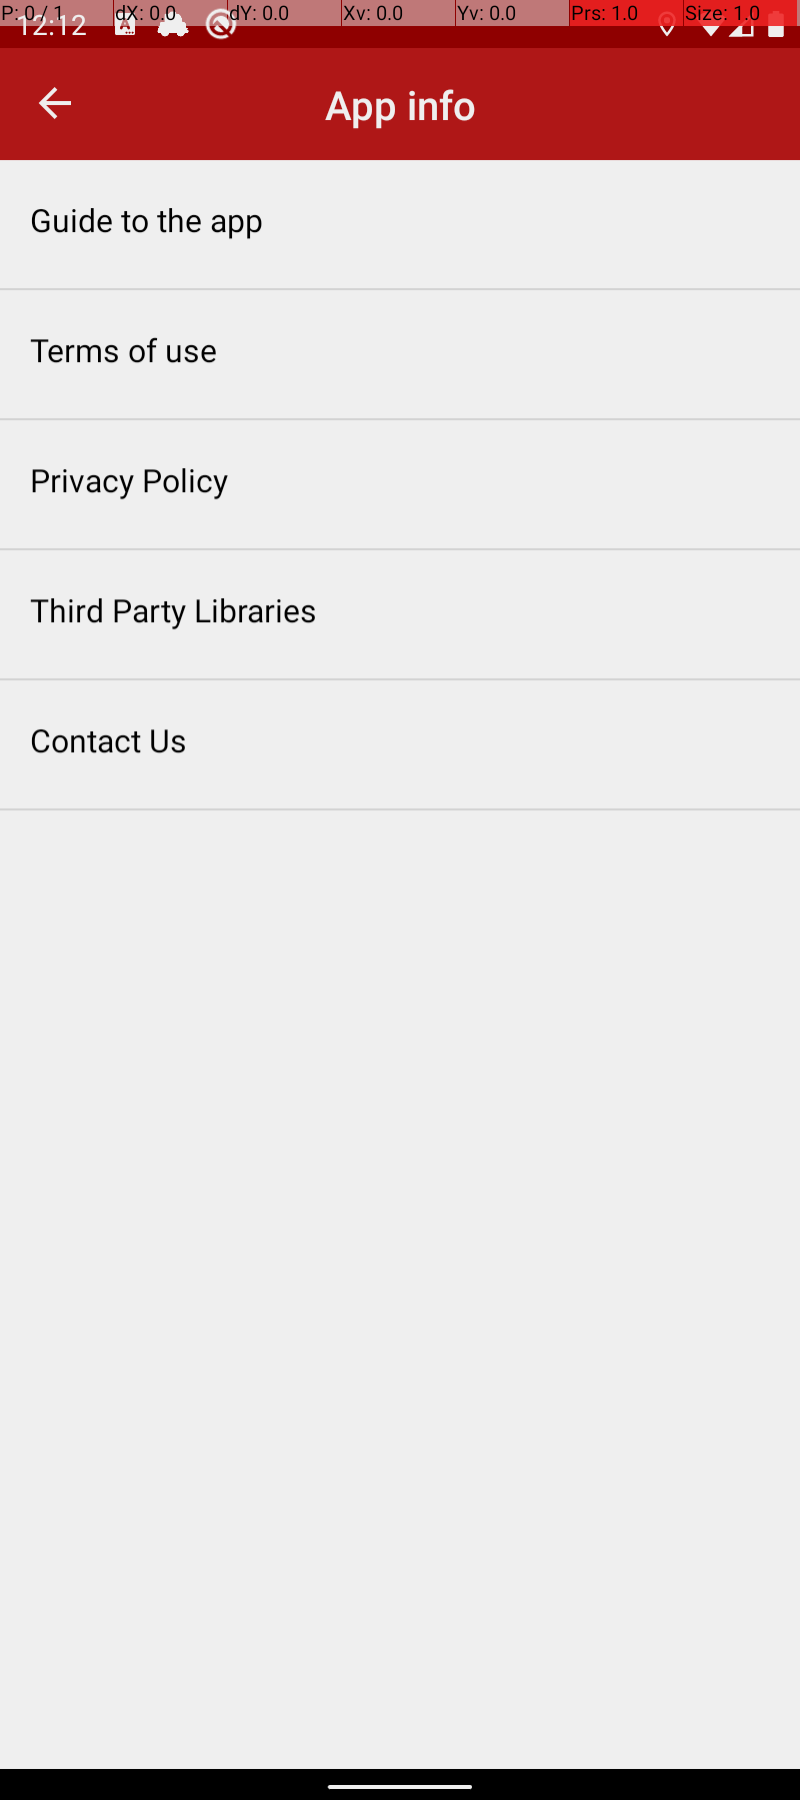 P: 0 / 1 dX: 0.0 dY: 0.0 Xv: 0.0 Yv: 0.0 Prs: 1.0 Size: 1.0
12:12
App info
Guide to the app
Terms of use
Privacy Policy
Third Party Libraries
Contact Us